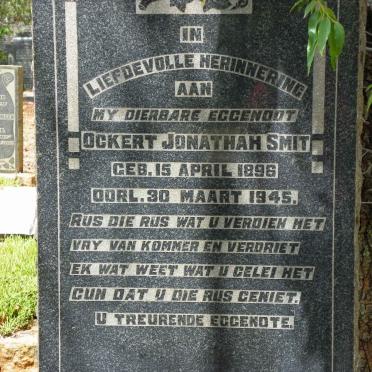 IN
LIEFDEVOLLE HERINNERING
AAN
MY DIERBARE EGGENOOT
OCKERT JONATHAN SMIT
GEB. 15 APRIL 1896
OORL. 30 MAART 1945.
RUS DIE RUS WAT U VERDIEN HET
VRY VAN KOMMER EN VERDRIET
EK WAT WEET WAT U GELEI HET
GUN DAT U DIE RUS GENIET.
U TREURENDE EGGENOTE.